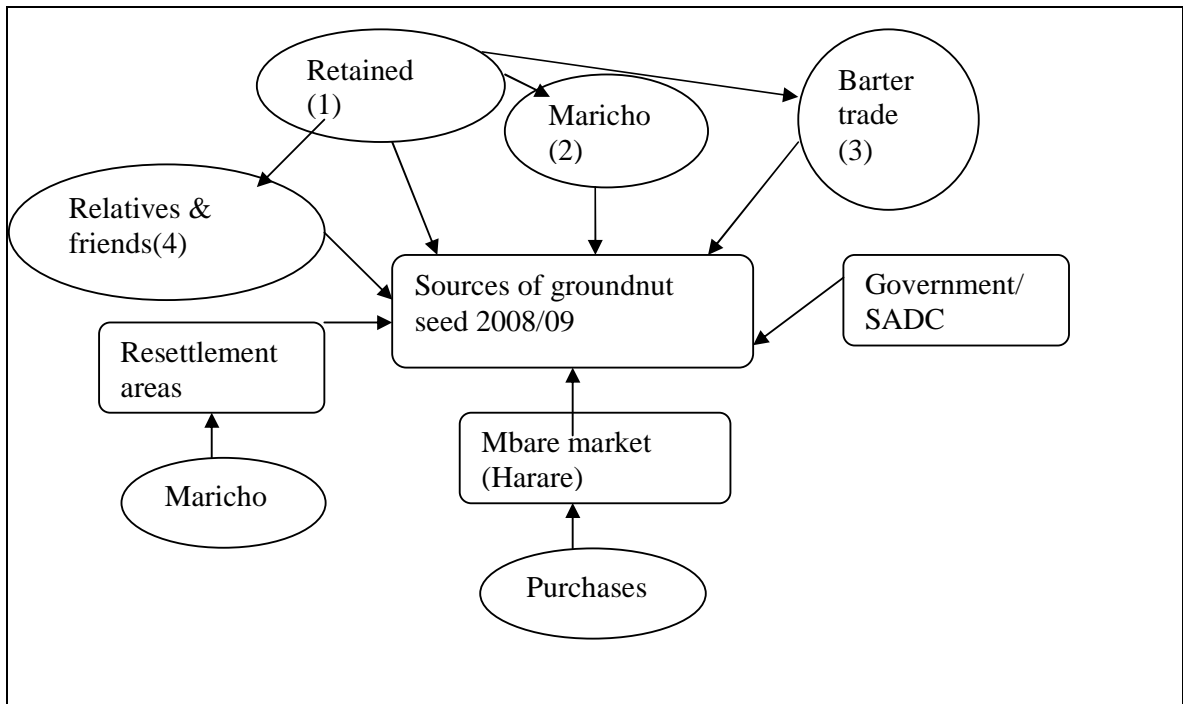 Retained
(1)
Maricho
(2)
Barter
trade
(3)
Relatives &
friends(4)
Sources of groundnut
seed 2008/09
Government/
SADC
Resettlement
areas
Mbare market
(Harare)
Maricho
Purchases